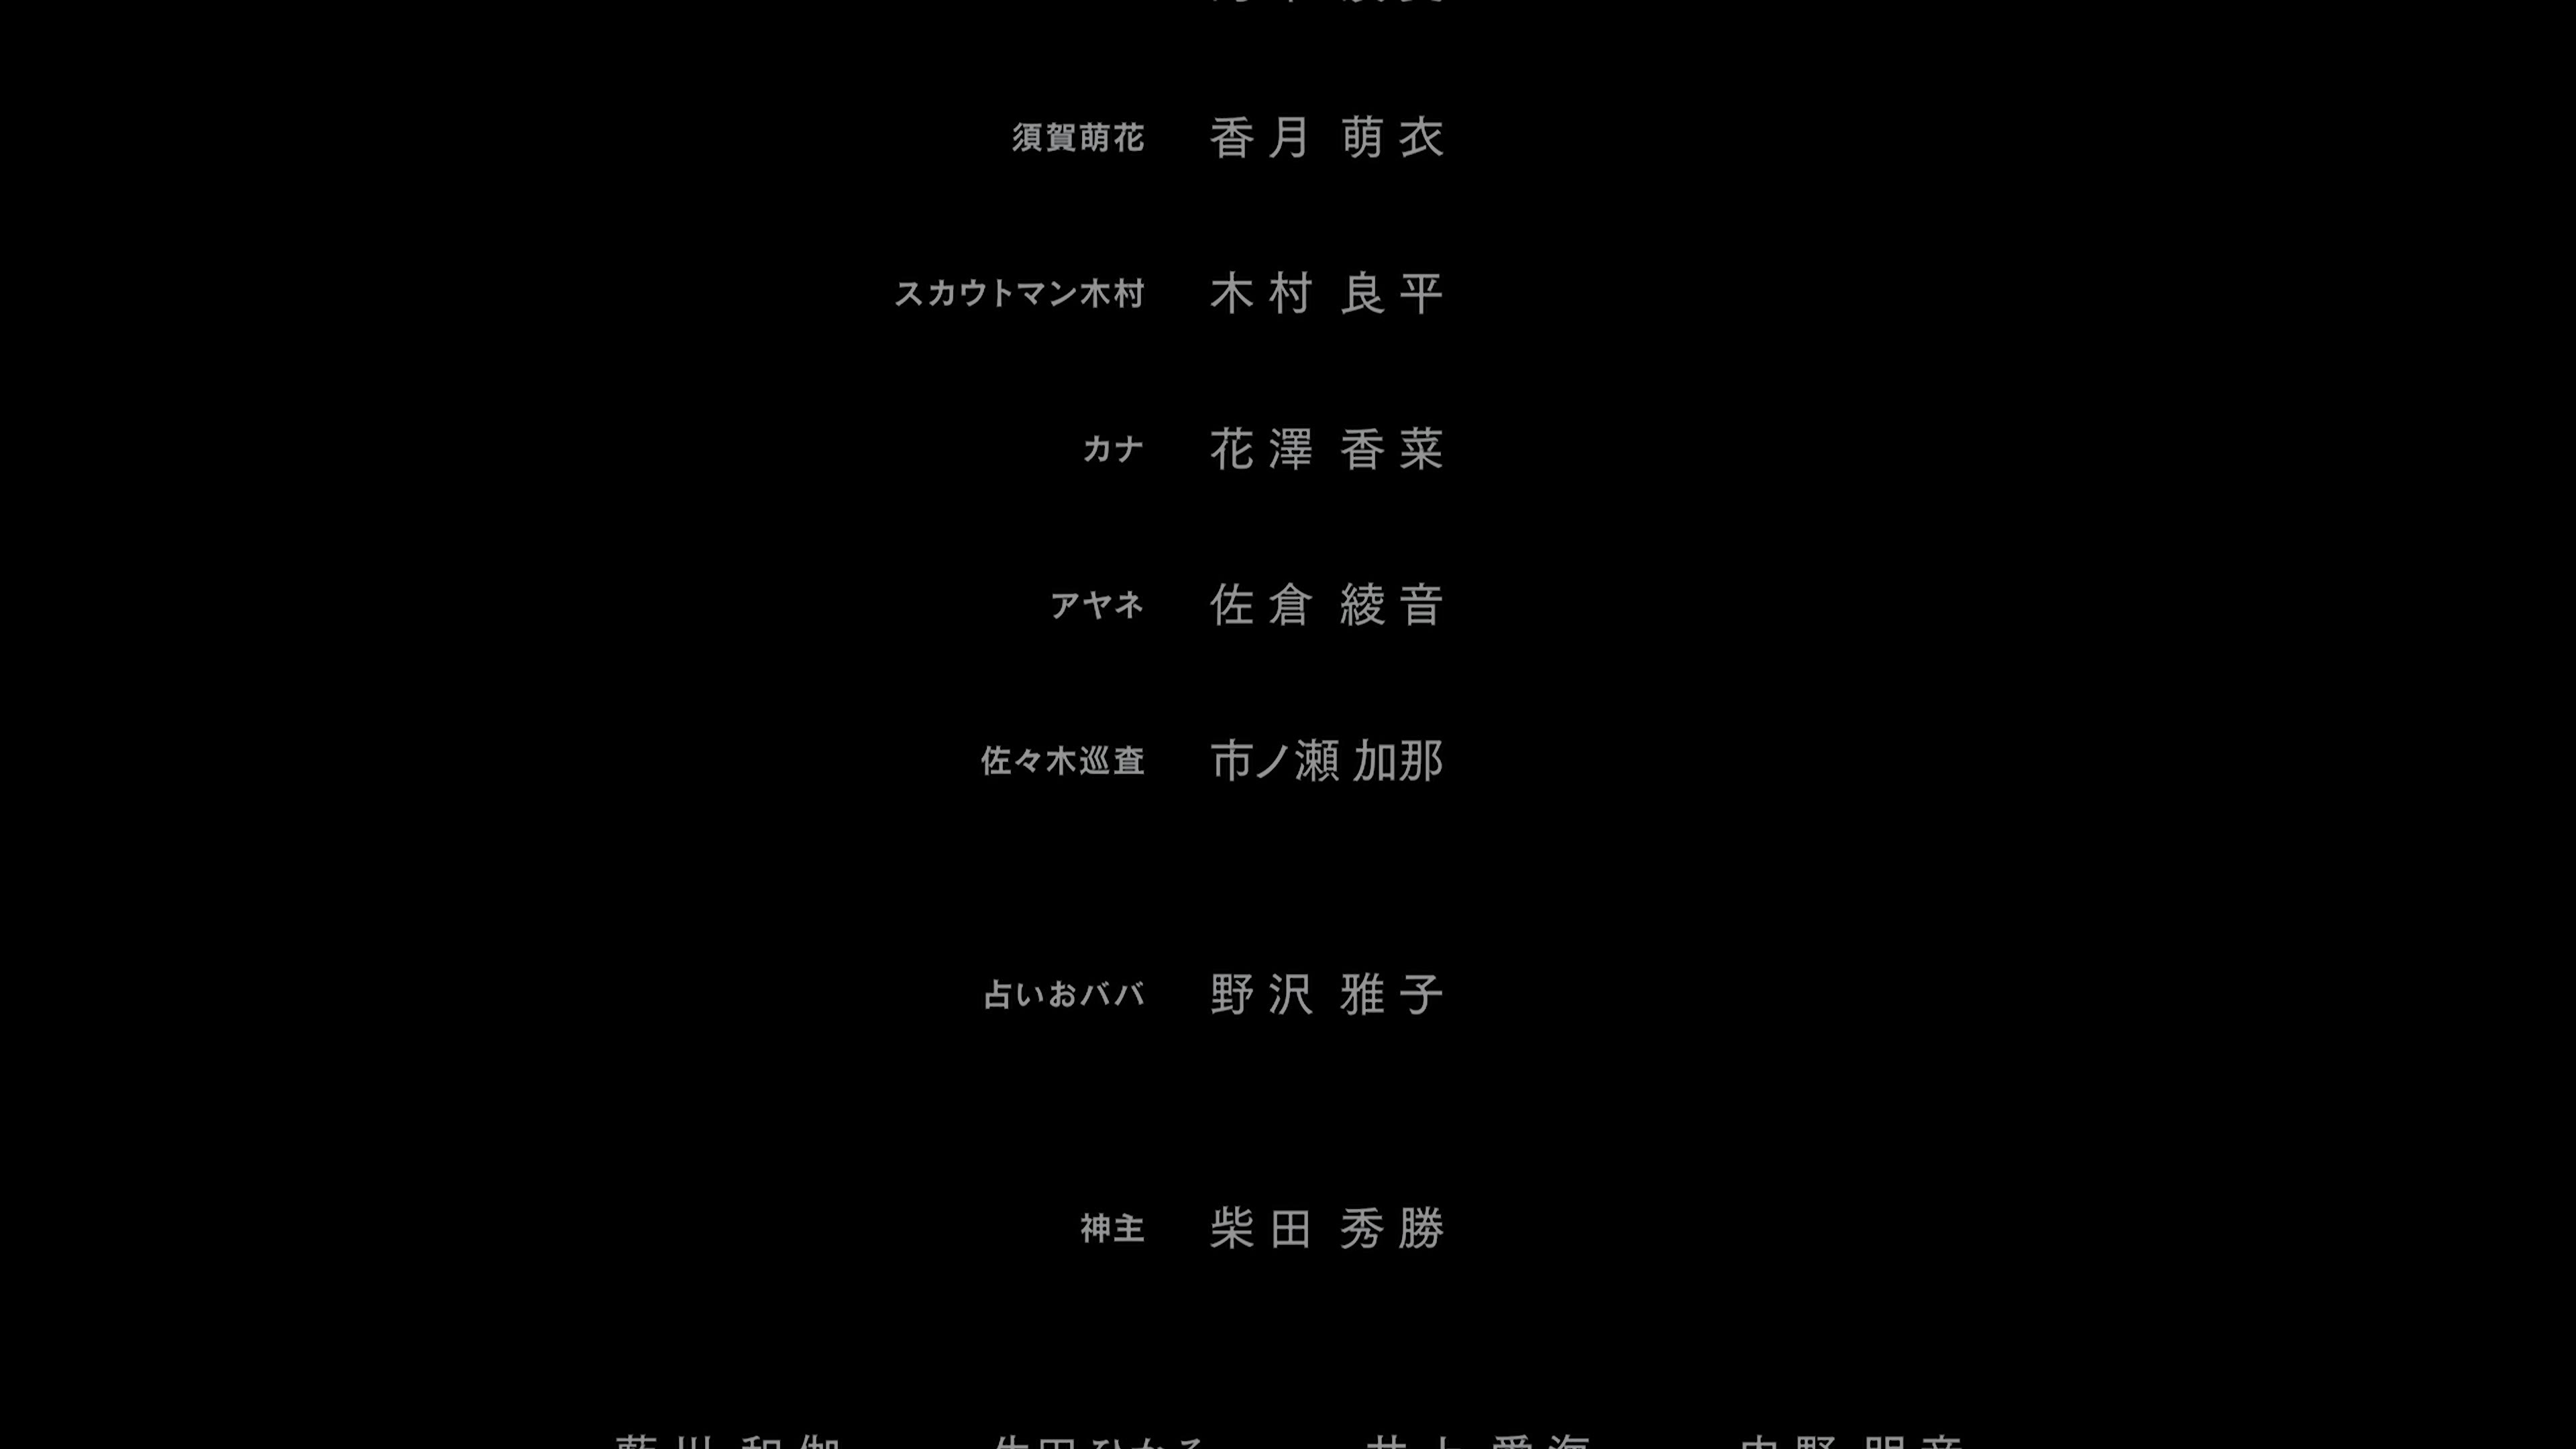 須賀萌花 香月 萌衣
スカウトマン木村 木村 良平
カナ 花澤 香菜
アヤネ 佐倉 綾音
佐々木巡査 市ノ瀬 加那
占いおババ 野沢 雅子
神主 柴田 秀勝